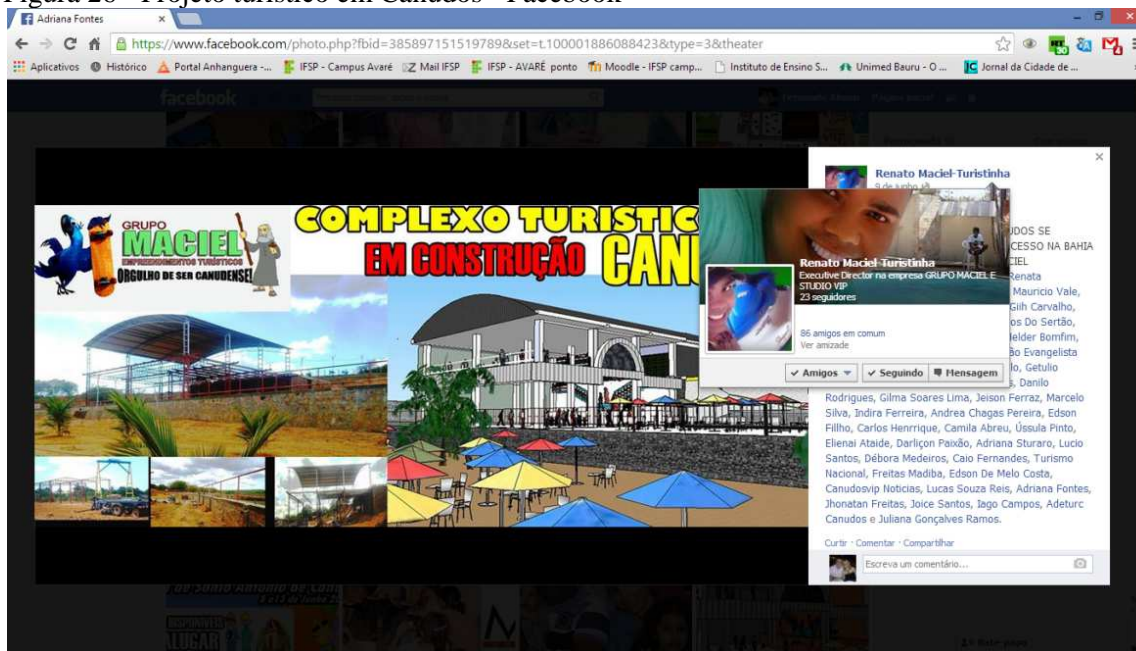 Figura 26 - Projeto turístico em Canudos - Facebook
Adriana Fontes
https://www.facebook.com/photo.php?fbid=385897151519789&set=t.100001886088423&type=3&theater
Aplicativos Histórico Portal Anhanguera -... IFSP - Campus Avaré Mail IFSP IFSP - AVARÉ ponto Moodle - IFSP camp... Instituto de Ensino S... Unimed Bauru - O ... Jornal da Cidade de ...
facebook
GRUPO
MACIEL
EMPREENDIMENTOS TURÍSTICOS
ORGULHO DE SER CANUDENSE!
COMPLEXO TURISTIC
EM CONSTRUÇÃO CANU
Renato Maciel-Turistinha
9 de Junho
UDOS SE
CESSO NA BAHIA
CIEL
Renata
Mauricio Vale,
Giih Carvalho,
os Do Sertão,
elder Bomfim,
ão Evangelista
lo, Getulio
s, Danilo
Rodrigues, Gilma Soares Lima, Jeison Ferraz, Marcelo
Silva, Indira Ferreira, Andrea Chagas Pereira, Edson
Filho, Carlos Henrrique, Camila Abreu, Ússula Pinto,
Elienai Ataide, Darliçon Paixão, Adriana Sturaro, Lucio
Santos, Débora Medeiros, Caio Fernandes, Turismo
Nacional, Freitas Madiba, Edson De Melo Costa,
Canudosvip Noticias, Lucas Souza Reis, Adriana Fontes,
Jhonatan Freitas, Joice Santos, Iago Campos, Adeturc
Canudos e Juliana Gonçalves Ramos.
Curtir · Comentar · Compartilhar
Escreva um comentário...
Renato Maciel Turistinha
Executive Director na empresa GRUPO MACIEL E
STUDIO VIP
23 seguidores
86 amigos em comum
Ver amizade
Amigos Seguindo Mensagem
ALUGAR